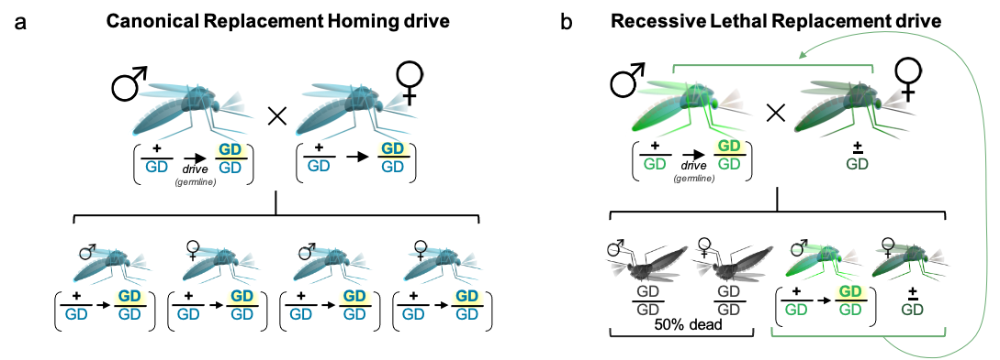 a
Canonical Replacement Homing drive
♂
♀
×
+
GD
drive
(germline)
GD
GD
+
GD
GD
GD
♂
♀
♂
♀
+
GD
GD
GD
+
GD
GD
GD
+
GD
GD
GD
+
GD
GD
GD
b
Recessive Lethal Replacement drive
♂
♀
×
+
GD
drive
(germline)
GD
GD
+
GD
♂
♀
♂
♀
GD
GD
GD
GD
50% dead
+
GD
GD
GD
+
GD